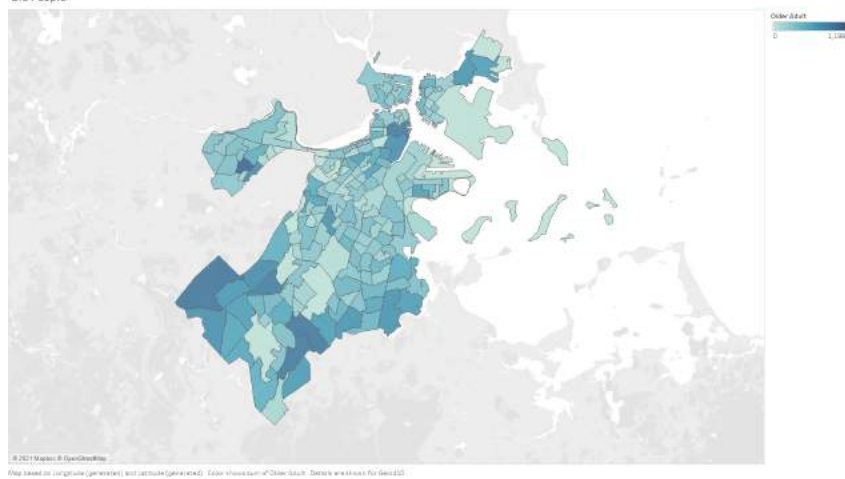 Older Adult
0
© 2021 Mapbox © OpenStreetMap
Map based on Longitude (generated) and Latitude (generated). Color shows sum of Older Adult. Details are shown for